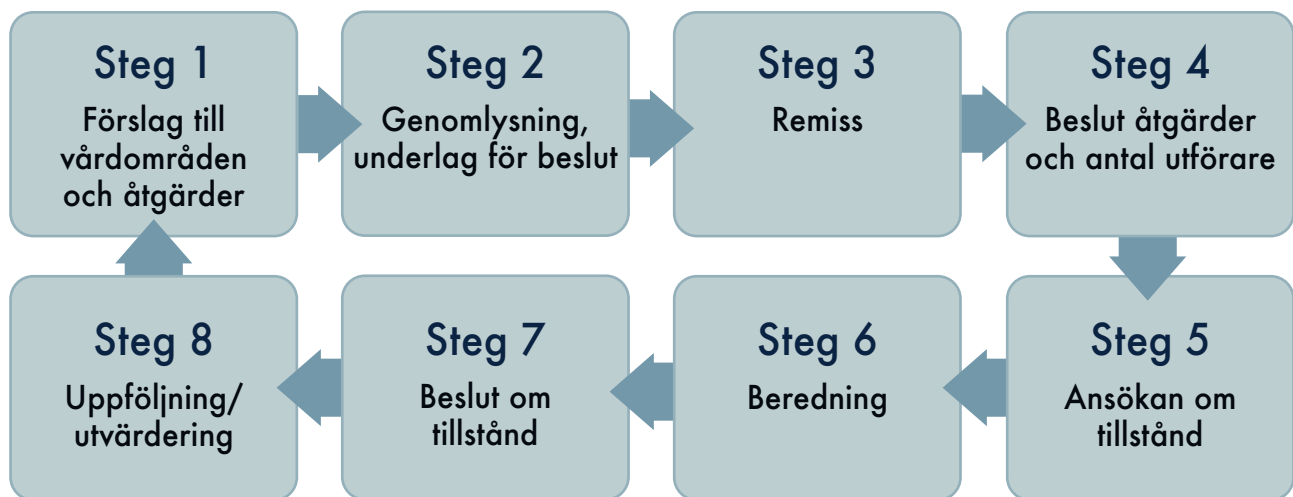 Steg 1
Förslag till
vårdområden
och åtgärder
Steg 2
Genomlysning,
underlag för beslut
Steg 3
Remiss
Steg 4
Beslut åtgärder
och antal utförare
Steg 5
Ansökan om
tillstånd
Steg 6
Beredning
Steg 7
Beslut om
tillstånd
Steg 8
Uppföljning/
utvärdering